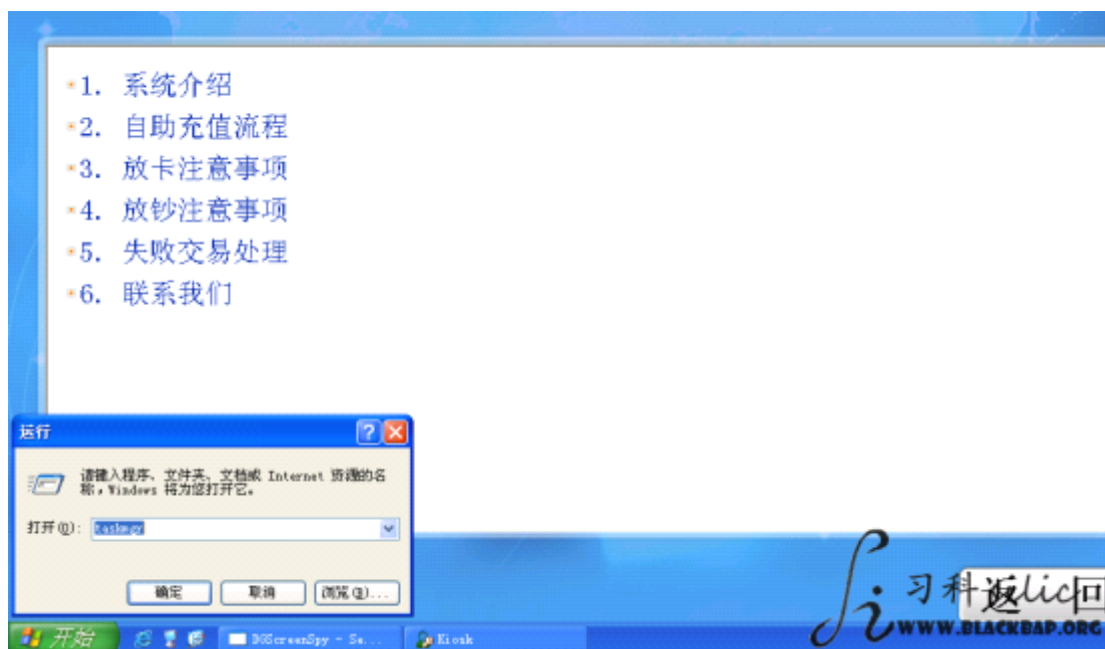 1. 系统介绍
2. 自助充值流程
3. 放卡注意事项
4. 放钞注意事项
5. 失败交易处理
6. 联系我们
运行
请键入程序、文件夹、文档或 Internet 资源的名
称，Windows 将为您打开它。
打开(O):
taskmgr
确定 取消 浏览(B)...
习科 返回
WWW.BLACKBAP.ORG
开始 DGScreenSpy - Se... Kiosk